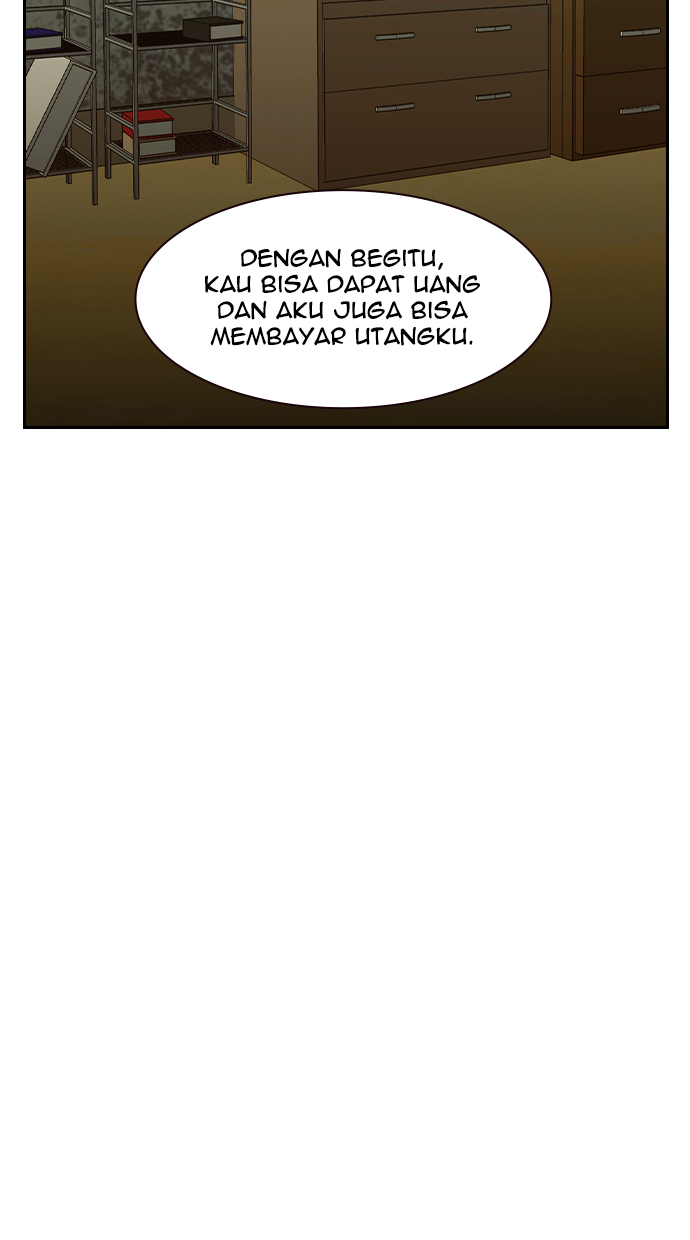 DENGAN BEGITU,
KAU BISA DAPAT UANG
DAN AKU JUGA BISA
MEMBAYAR UTANGKU.